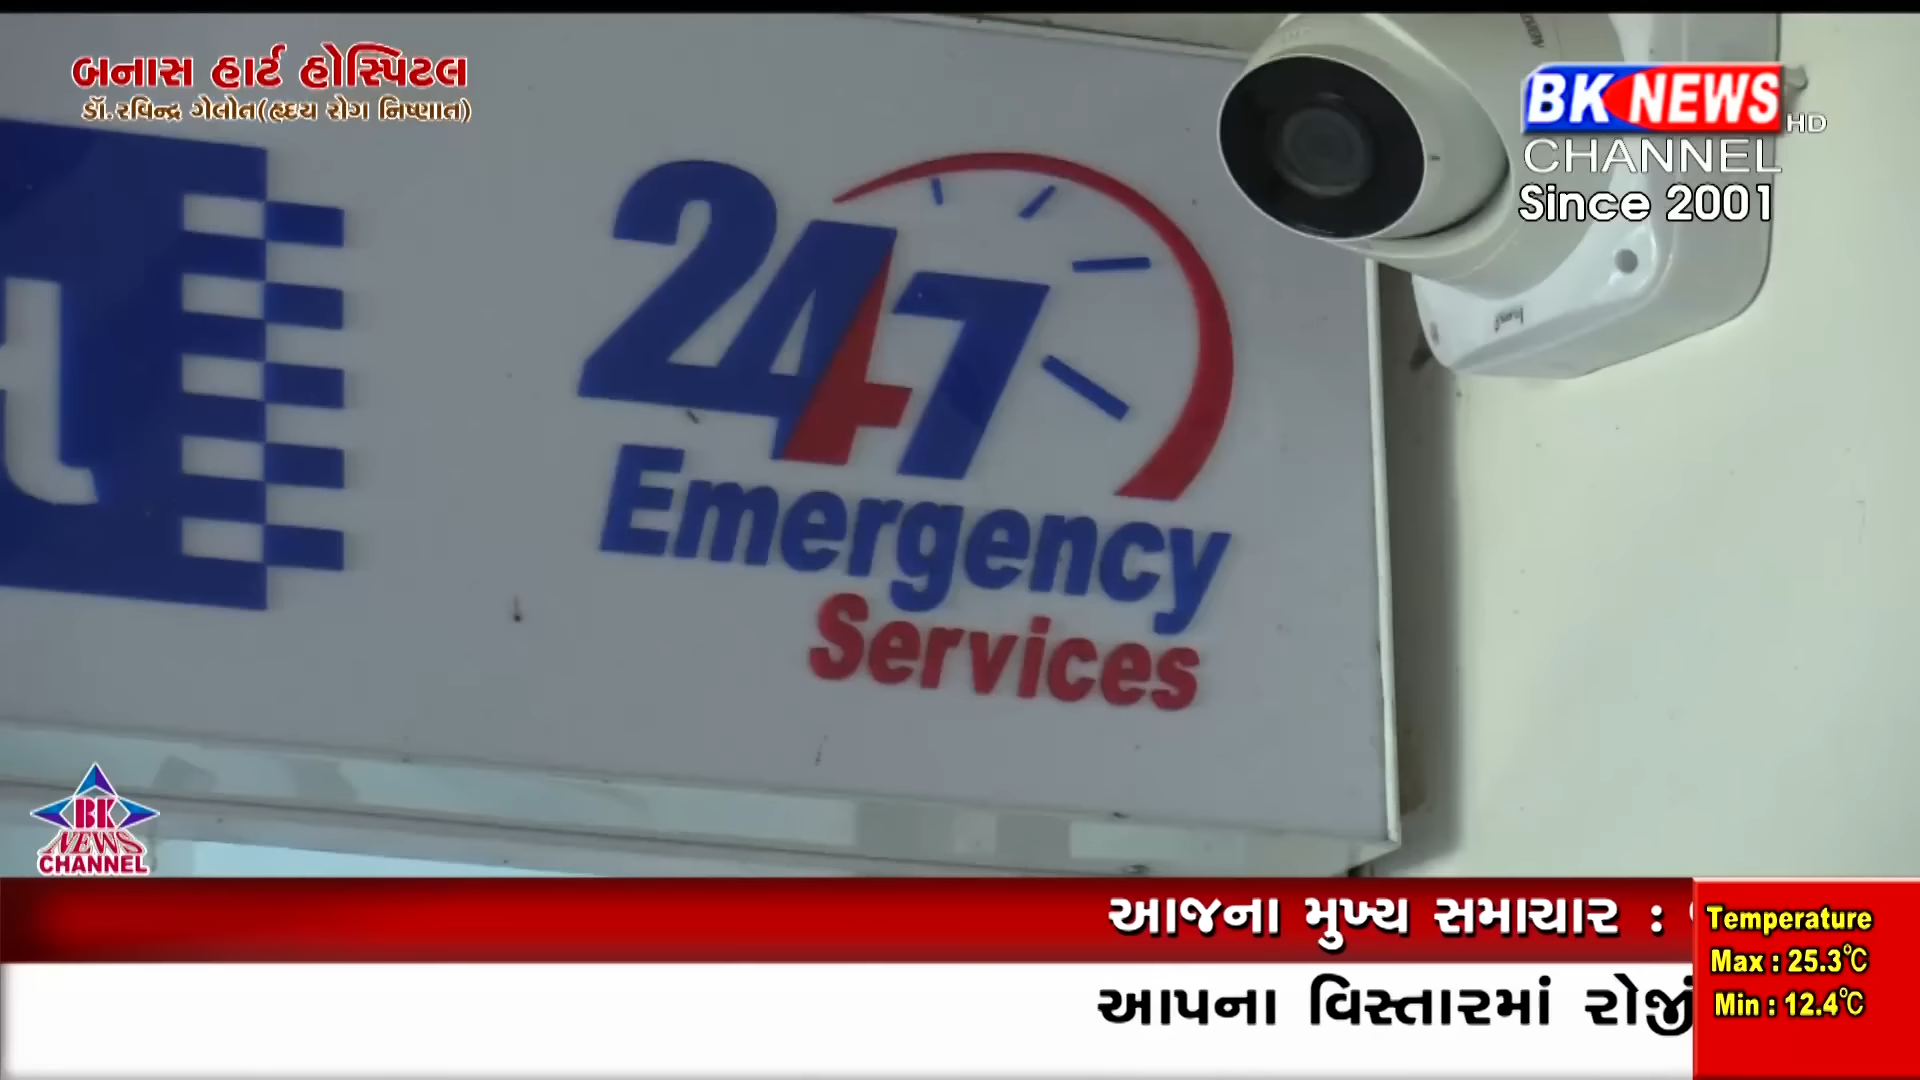 બનાસ હાર્ટ હોસ્પિટલ
ડૉ.રવિન્દ્ર ગેલોત(હૃદય રોગ નિષ્ણાત)
BK NEWS
HD
CHANNEL
Since 2001
24
7
Emergency
Services
BK
NEWS
CHANNEL
આજના મુખ્ય સમાચાર :
આપના વિસ્તારમાં
Temperature
Max : 25.3°C
Min : 12.4°C